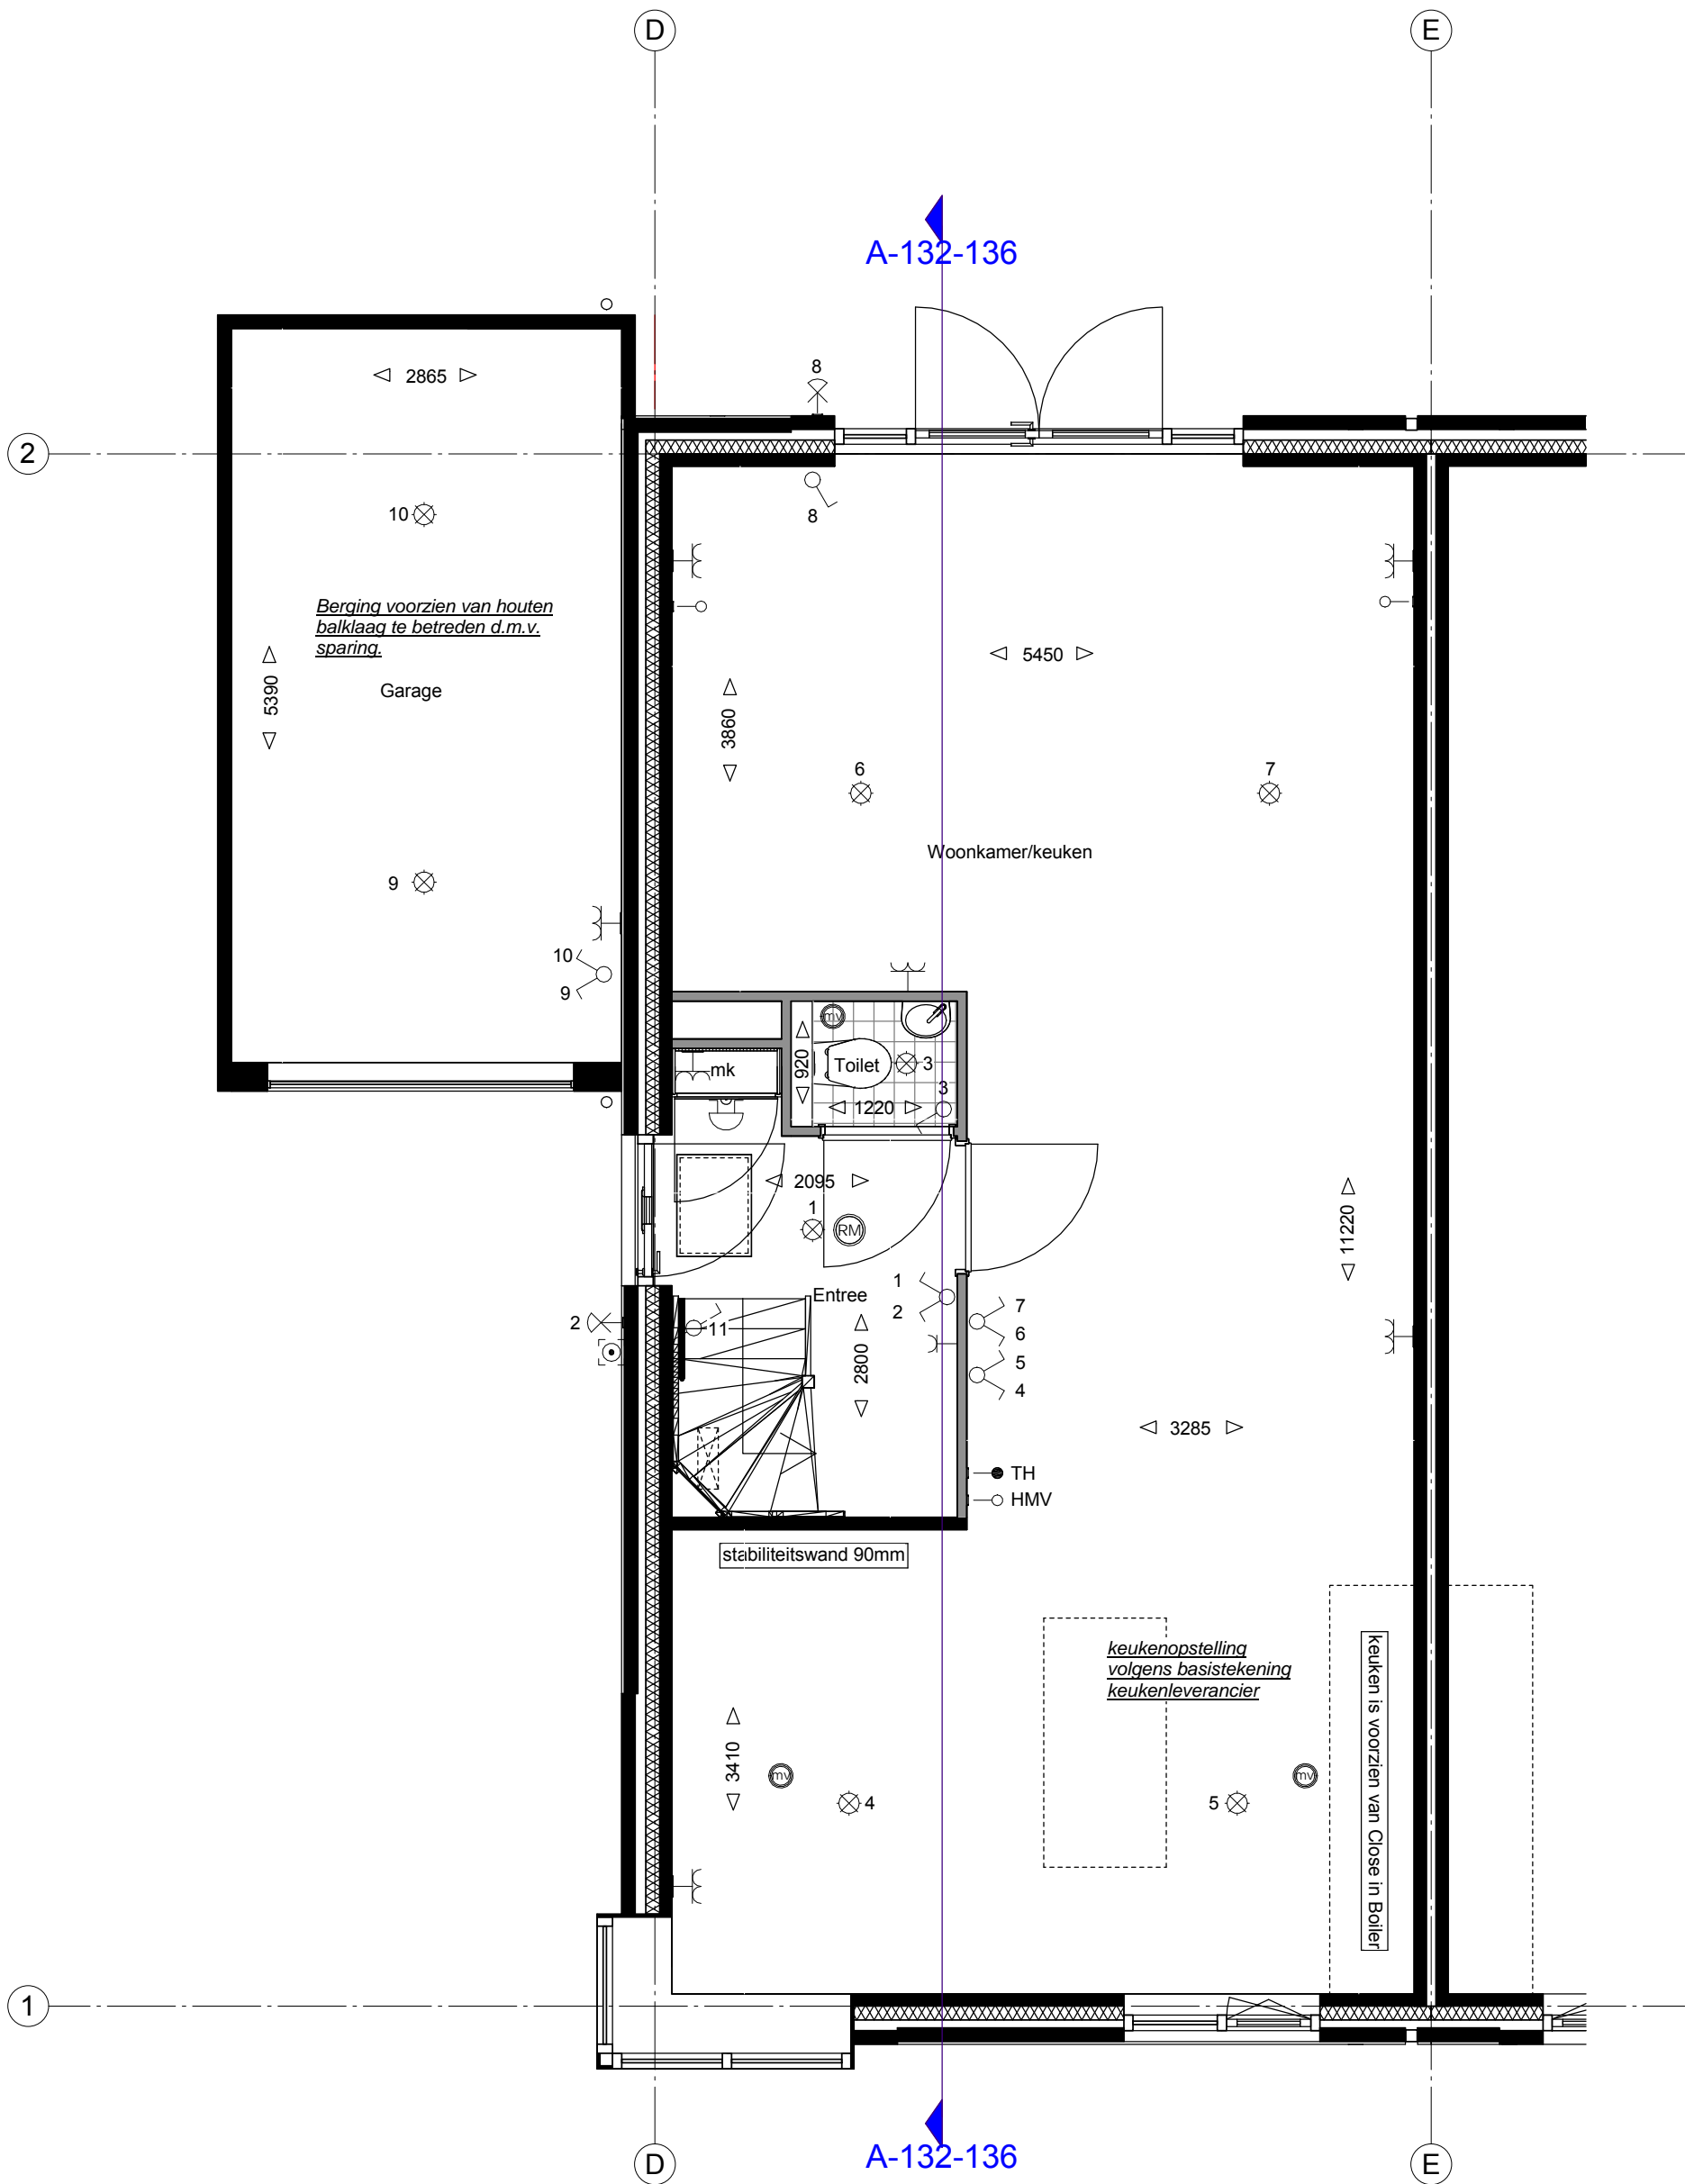 D
E
A-132-136
2865
8
2
8
10
Berging voorzien van houten
balklaag te betreden d.m.v.
sparing.
5390
Garage
5450
3860
6
7
Woonkamer/keuken
9
10
9
mv
920
Toilet
3
mk
3
1220
2095
1
RM
11220
1
Entree
2
7
2
11
6
2800
5
4
3285
TH
HMV
stabiliteitswand 90mm
keukenopstelling
volgens basistekening
keukenleverancier
keuken is voorzien van Close in Boiler
3410
mv
mv
4
5
1
A-132-136
D
E